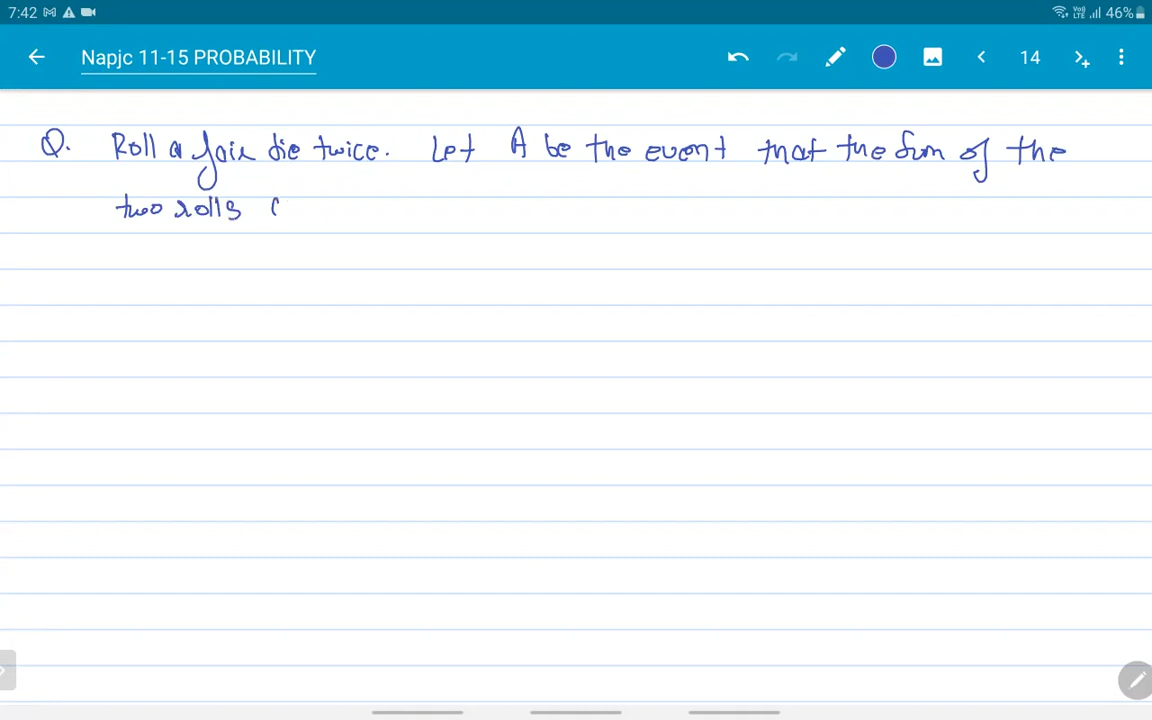 7:42 46%
Napjc 11-15 PROBABILITY 14
Q. Roll a fair die twice. Let A be the event that the sum of the
two rolls